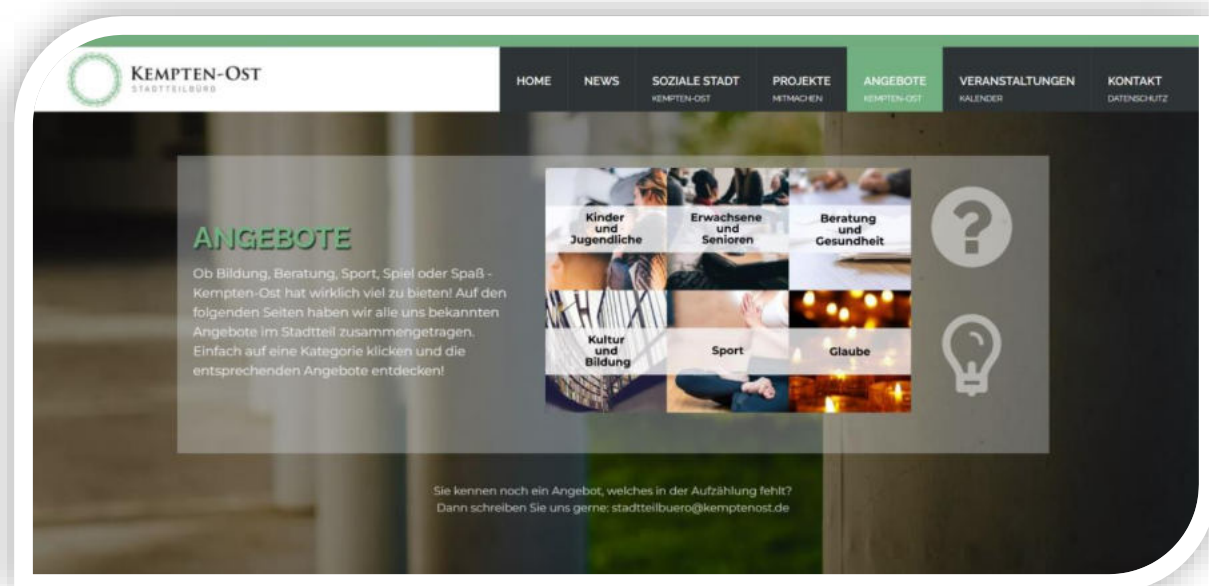 KEMPTEN-OST
STADTTEILBÜRO
HOME
NEWS
SOZIALE STADT
KEMPTEN-OST
PROJEKTE
MITMACHEN
ANGEBOTE
KEMPTEN-OST
VERANSTALTUNGEN
KALENDER
KONTAKT
DATENSCHUTZ
ANGEBOTE
Ob Bildung, Beratung, Sport, Spiel oder Spaß -
Kempten-Ost hat wirklich viel zu bieten! Auf den
folgenden Seiten haben wir alle uns bekannten
Angebote im Stadtteil zusammengetragen.
Einfach auf eine Kategorie klicken und die
entsprechenden Angebote entdecken!
Kinder
und
Jugendliche
Erwachsene
und
Senioren
Beratung
und
Gesundheit
Kultur
und
Bildung
Sport
Glaube
?
Sie kennen noch ein Angebot, welches in der Aufzählung fehlt?
Dann schreiben Sie uns gerne: stadtteilbuero@kemptenost.de